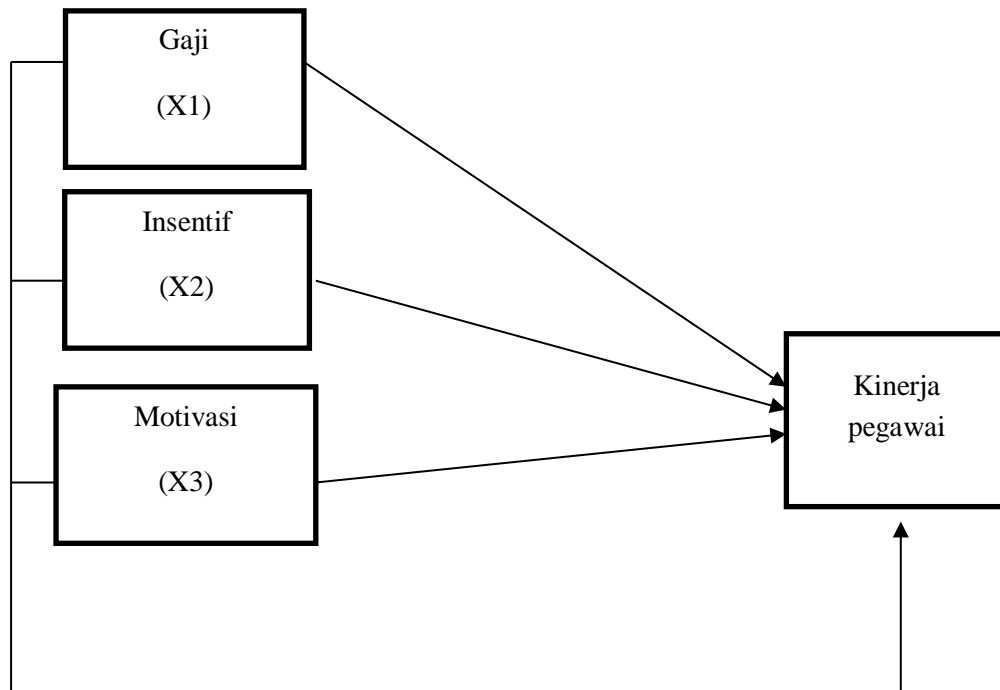 Gaji
(X1)
Insentif
(X2)
Motivasi
(X3)
Kinerja
pegawai